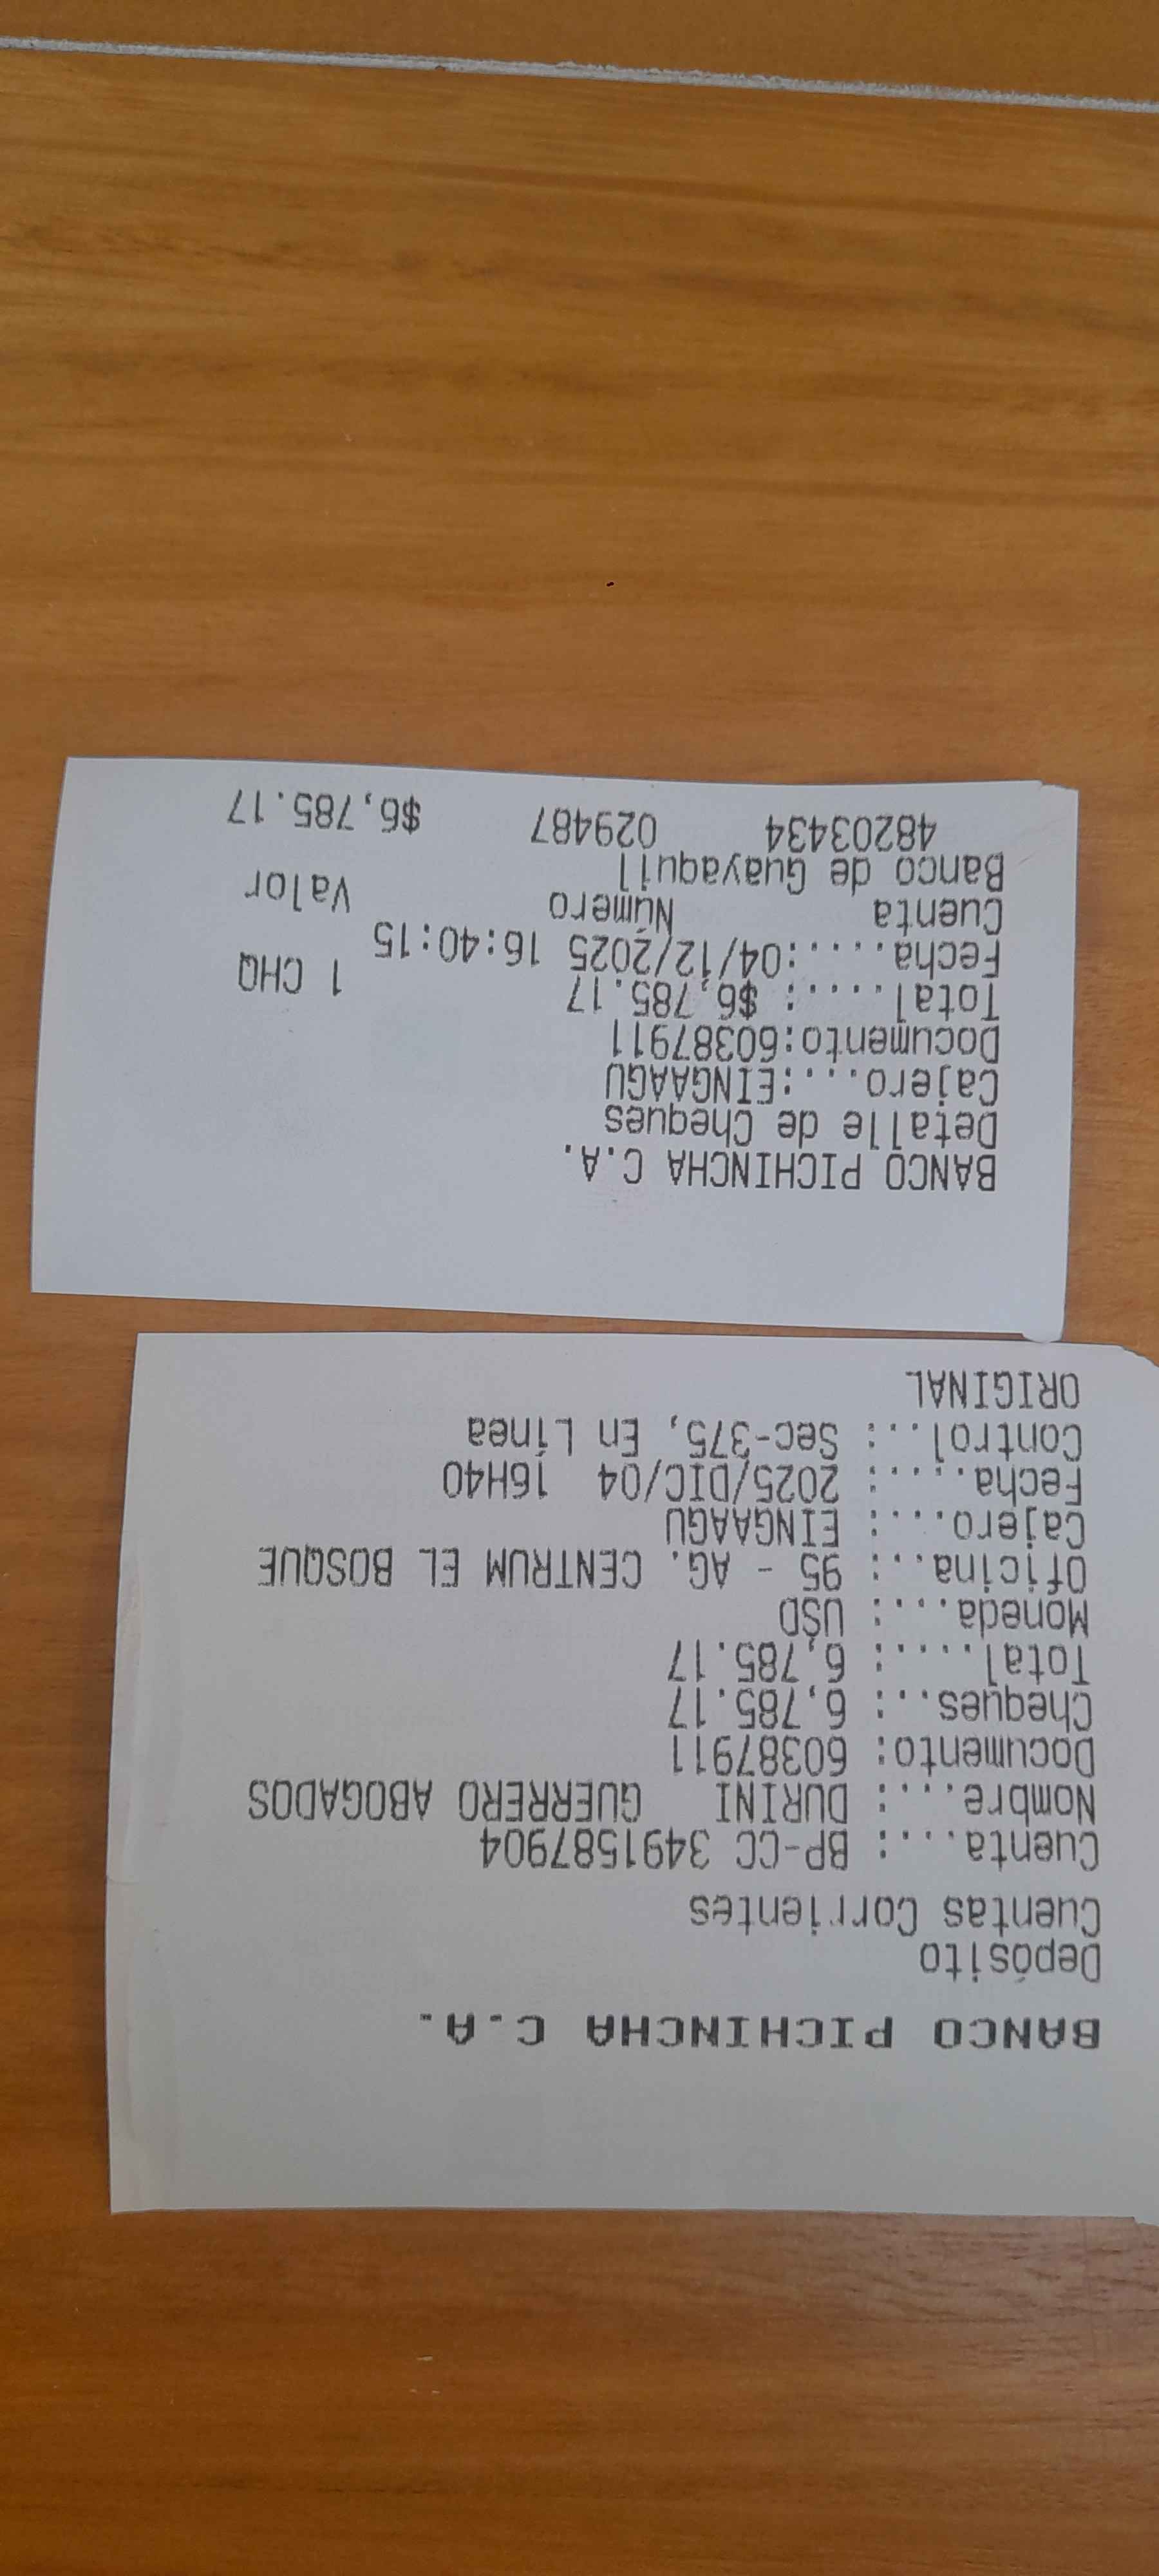 BANCO PICHINCHA C.A.
Depósito
Cuentas Corrientes
Cuenta....: BP-CC 3491587904
Nombre....: DURINI   GUERRERO ABOGADOS
Documento: 60387911
Cheques..: 6,785.17
Total.....: 6,785.17
Moneda....: USD
Oficina...: 95 - AG. CENTRUM EL BOSQUE
Cajero....: EINGAAGU
Fecha.....: 2025/DIC/04  16H40
Control..: Sec-375, En Línea
ORIGINAL
BANCO PICHINCHA C.A.
Detalle de Cheques
Cajero...:EINGAAGU
Documento:60387911
Total.....: $6,785.17 1 CHQ
Fecha.....:04/12/2025 16:40:15
Cuenta Número Valor
Banco de Guayaquil
48203434 029487 $6,785.17